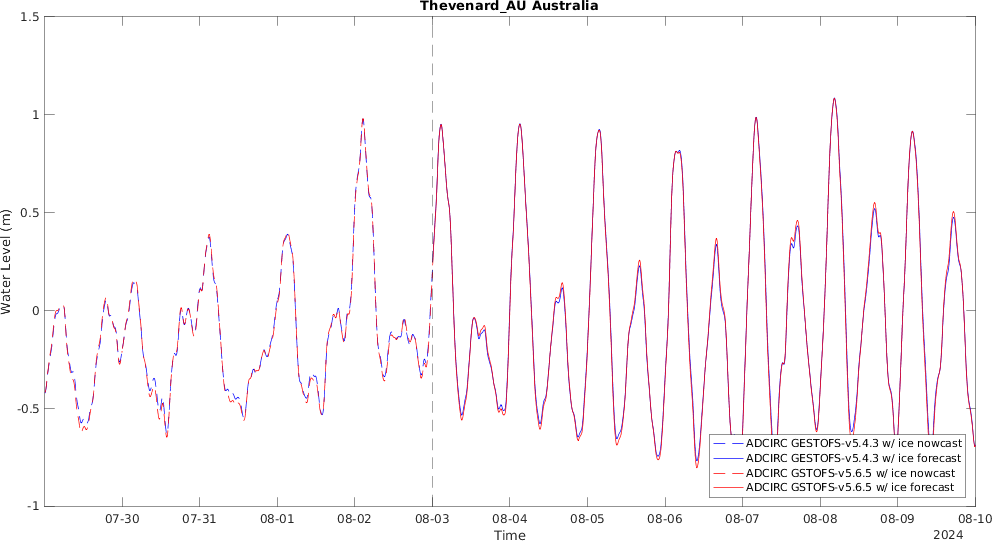 Thevenard_AU Australia
1.5
1
0.5
0
-0.5
-1
Water Level (m)
ADCIRC GESTOFS-v5.4.3 w/ ice nowcast
ADCIRC GESTOFS-v5.4.3 w/ ice forecast
ADCIRC GSTOFS-v5.6.5 w/ ice nowcast
ADCIRC GSTOFS-v5.6.5 w/ ice forecast
07-30 07-31 08-01 08-02 08-03 08-04 08-05 08-06 08-07 08-08 08-09 08-10
Time
2024